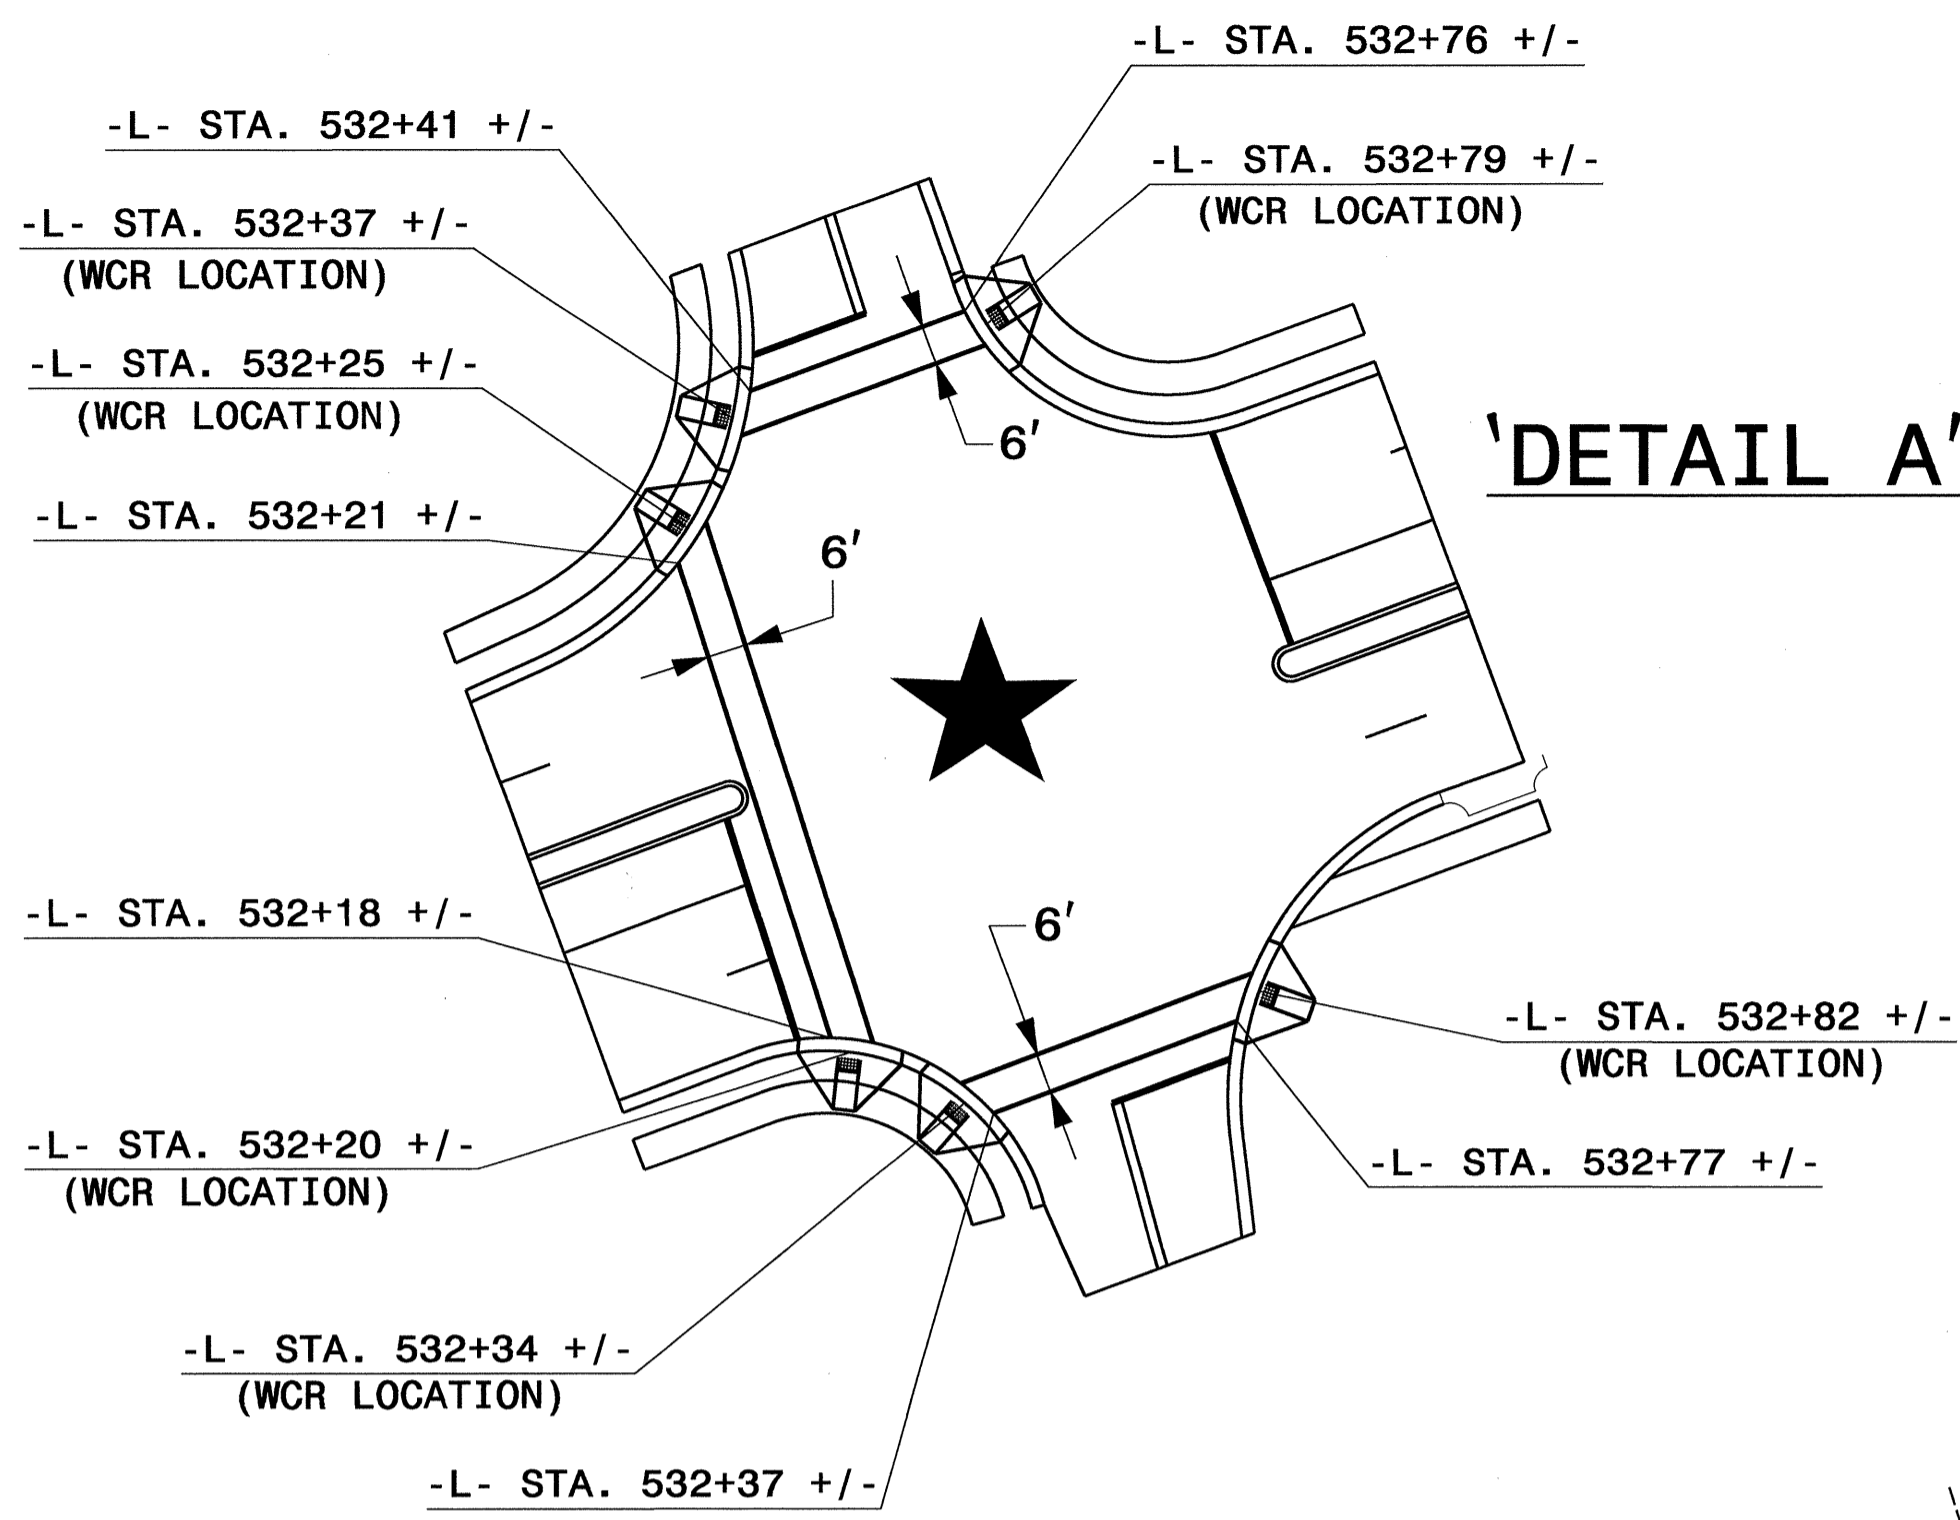 -L- STA. 532+76 +/-
-L- STA. 532+41 +/-
-L- STA. 532+79 +/-
(WCR LOCATION)
-L- STA. 532+37 +/-
(WCR LOCATION)
-L- STA. 532+25 +/-
(WCR LOCATION)
6'
'DETAIL A'
-L- STA. 532+21 +/-
6'
-L- STA. 532+18 +/-
6'
-L- STA. 532+82 +/-
(WCR LOCATION)
-L- STA. 532+20 +/-
(WCR LOCATION)
-L- STA. 532+77 +/-
-L- STA. 532+34 +/-
(WCR LOCATION)
-L- STA. 532+37 +/-